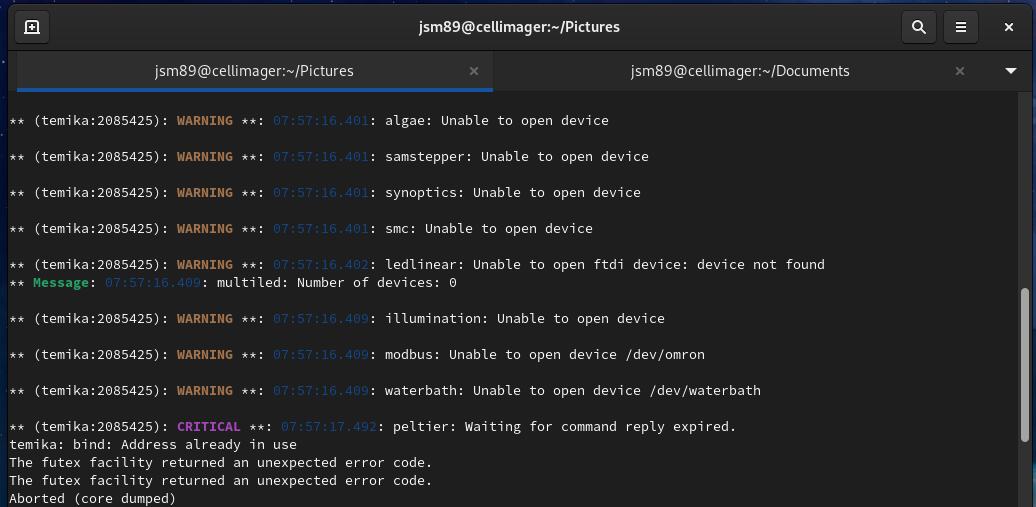 jsm89@cellimager:~/Pictures
jsm89@cellimager:~/Pictures
jsm89@cellimager:~/Documents
** (temika:2085425): WARNING **: 07:57:16.401: algae: Unable to open device
** (temika:2085425): WARNING **: 07:57:16.401: samstepper: Unable to open device
** (temika:2085425): WARNING **: 07:57:16.401: synoptics: Unable to open device
** (temika:2085425): WARNING **: 07:57:16.401: smc: Unable to open device
** (temika:2085425): WARNING **: 07:57:16.402: ledlinear: Unable to open ftdi device: device not found
** Message: 07:57:16.409: multiled: Number of devices: 0
** (temika:2085425): WARNING **: 07:57:16.409: illumination: Unable to open device
** (temika:2085425): WARNING **: 07:57:16.409: modbus: Unable to open device /dev/omron
** (temika:2085425): WARNING **: 07:57:16.409: waterbath: Unable to open device /dev/waterbath
** (temika:2085425): CRITICAL **: 07:57:17.492: peltier: Waiting for command reply expired.
temika: bind: Address already in use
The futex facility returned an unexpected error code.
The futex facility returned an unexpected error code.
Aborted (core dumped)